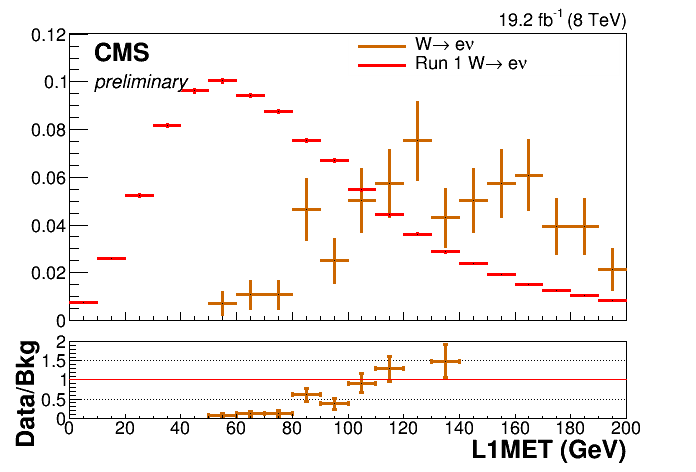 19.2 fb⁻¹ (8 TeV)
0.12
CMS
W→ eν
Run 1 W→ eν
preliminary
0.1
0.08
0.06
0.04
0.02
0
Data/Bkg
2
1.5
1
0.5
0
0 20 40 60 80 100 120 140 160 180 200
L1MET (GeV)